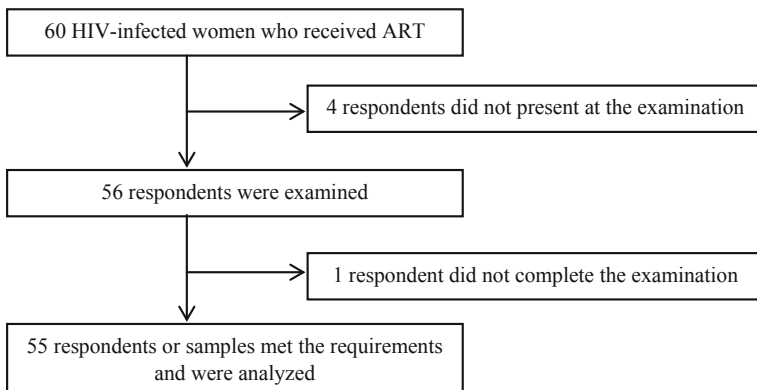 60 HIV-infected women who received ART
4 respondents did not present at the examination
56 respondents were examined
1 respondent did not complete the examination
55 respondents or samples met the requirements
and were analyzed